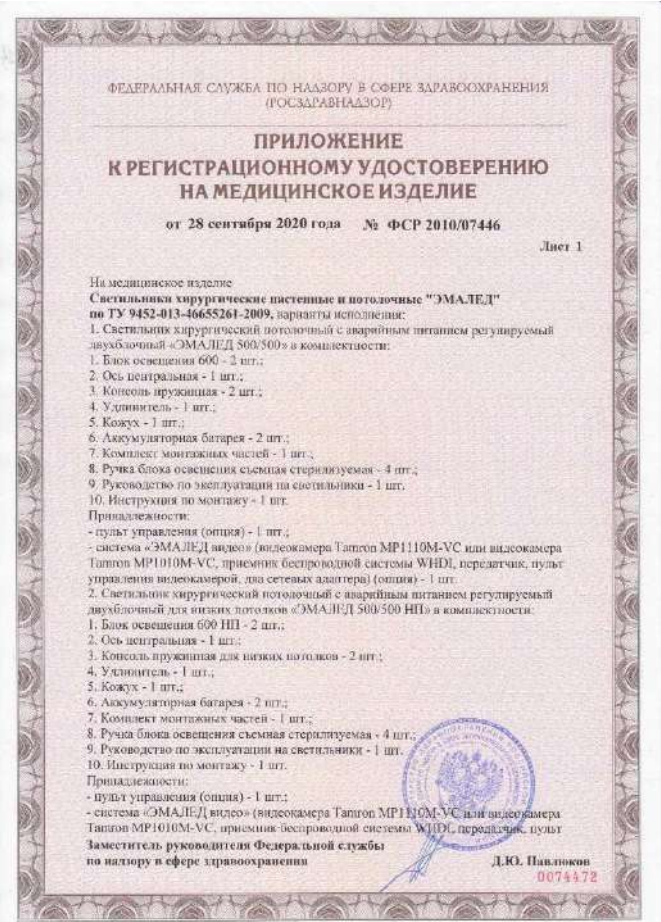 ФЕДЕРАЛЬНАЯ СЛУЖБА ПО НАДЗОРУ В СФЕРЕ ЗДРАВООХРАНЕНИЯ
(РОСЗДРАВНАДЗОР)
ПРИЛОЖЕНИЕ
К РЕГИСТРАЦИОННОМУ УДОСТОВЕРЕНИЮ
НА МЕДИЦИНСКОЕ ИЗДЕЛИЕ
от 28 сентября 2020 года № ФСР 2010/07446
Лист 1
На медицинское изделие
Светильники хирургические настенные и потолочные "ЭМАЛЕД"
по ТУ 9452-013-46655261-2009, варианты исполнения:
1. Светильник хирургический потолочный с аварийным питанием регулируемый
двухблочный «ЭМАЛЕД 500/500» в комплектности:
1. Блок освещения 600 - 2 шт.;
2. Ось центральная - 1 шт.;
3. Консоль пружинная - 2 шт.;
4. Удлинитель - 1 шт.;
5. Кожух - 1 шт.;
6. Аккумуляторная батарея - 2 шт.;
7. Комплект монтажных частей - 1 шт.;
8. Ручка блока освещения съемная стерилизуемая - 4 шт.;
9. Руководство по эксплуатации на светильники - 1 шт.
10. Инструкция по монтажу - 1 шт.
Принадлежности:
- пульт управления (опция) - 1 шт.;
- система «ЭМАЛЕД видео» (видеокамера Tamron MP1110M-VC или видеокамера
Tamron MP1010M-VC, приемник беспроводной системы WHDI, передатчик, пульт
управления видеокамерой, два сетевых адаптера) (опция) - 1 шт.
2. Светильник хирургический потолочный с аварийным питанием регулируемый
двухблочный для низких потолков «ЭМАЛЕД 500/500 НП» в комплектности:
1. Блок освещения 600 НП - 2 шт.;
2. Ось центральная - 1 шт.;
3. Консоль пружинная для низких потолков - 2 шт.;
4. Удлинитель - 1 шт.;
5. Кожух - 1 шт.;
6. Аккумуляторная батарея - 2 шт.;
7. Комплект монтажных частей - 1 шт.;
8. Ручка блока освещения съемная стерилизуемая - 4 шт.;
9. Руководство по эксплуатации на светильники - 1 шт.
10. Инструкция по монтажу - 1 шт.
Принадлежности:
- пульт управления (опция) - 1 шт.;
- система «ЭМАЛЕД видео» (видеокамера Tamron MP1110M-VC или видеокамера
Tamron MP1010M-VC, приемник беспроводной системы WHDI, передатчик, пульт
Заместитель руководителя Федеральной службы
по надзору в сфере здравоохранения Д.Ю. Павлюков
0074472